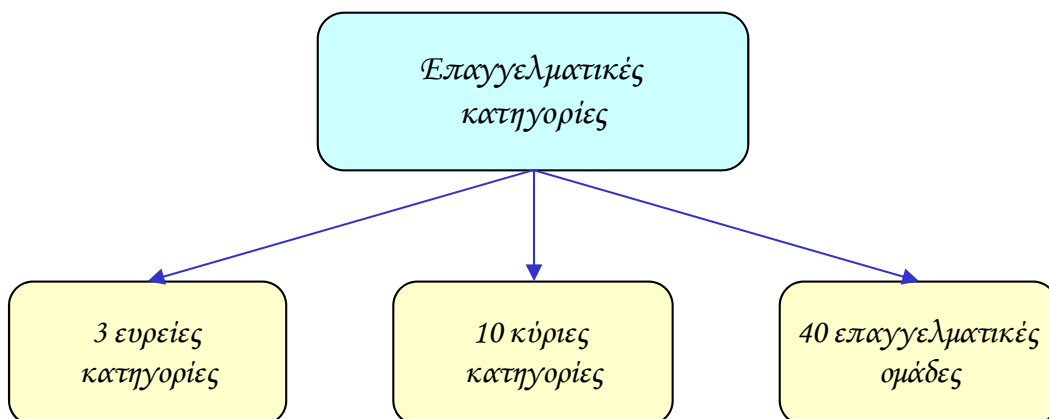 Επαγγελματικές
κατηγορίες
3 ευρείες
κατηγορίες
10 κύριες
κατηγορίες
40 επαγγελματικές
ομάδες